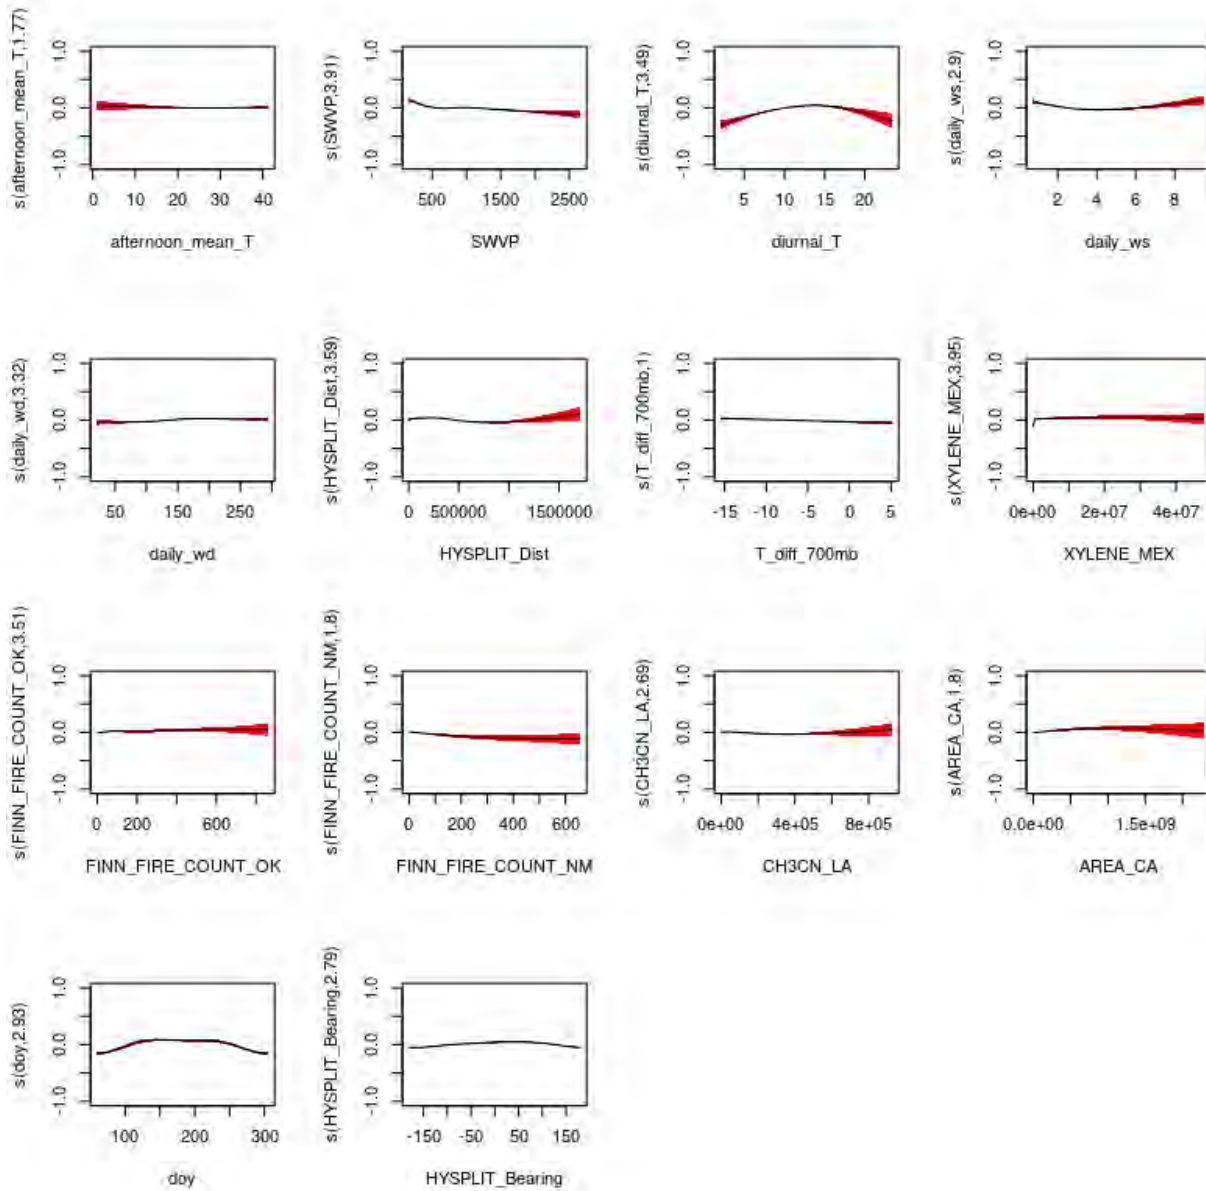 s(afternoon_mean_T,1.77)
-1.0 0.0 1.0
0 10 20 30 40
afternoon_mean_T
s(SWVP,3.91)
-1.0 0.0 1.0
500 1500 2500
SWVP
s(diurnal_T,3.49)
-1.0 0.0 1.0
5 10 15 20
diurnal_T
s(daily_ws,2.9)
-1.0 0.0 1.0
2 4 6 8
daily_ws
s(daily_wd,3.32)
-1.0 0.0 1.0
50 150 250
daily_wd
s(HYSPLIT_Dist,3.59)
-1.0 0.0 1.0
0 500000 1500000
HYSPLIT_Dist
s(T_diff_700mb,1)
-1.0 0.0 1.0
-15 -10 -5 0 5
T_diff_700mb
s(XYLENE_MEX,3.95)
-1.0 0.0 1.0
0e+00 2e+07 4e+07
XYLENE_MEX
s(FINN_FIRE_COUNT_OK,3.51)
-1.0 0.0 1.0
0 200 600
FINN_FIRE_COUNT_OK
s(FINN_FIRE_COUNT_NM,1.8)
-1.0 0.0 1.0
0 200 400 600
FINN_FIRE_COUNT_NM
s(CH3CN_LA,2.69)
-1.0 0.0 1.0
0e+00 4e+05 8e+05
CH3CN_LA
s(AREA_CA,1.8)
-1.0 0.0 1.0
0.0e+00 1.5e+09
AREA_CA
s(doy,2.93)
-1.0 0.0 1.0
100 200 300
doy
s(HYSPLIT_Bearing,2.79)
-1.0 0.0 1.0
-150 -50 50 150
HYSPLIT_Bearing